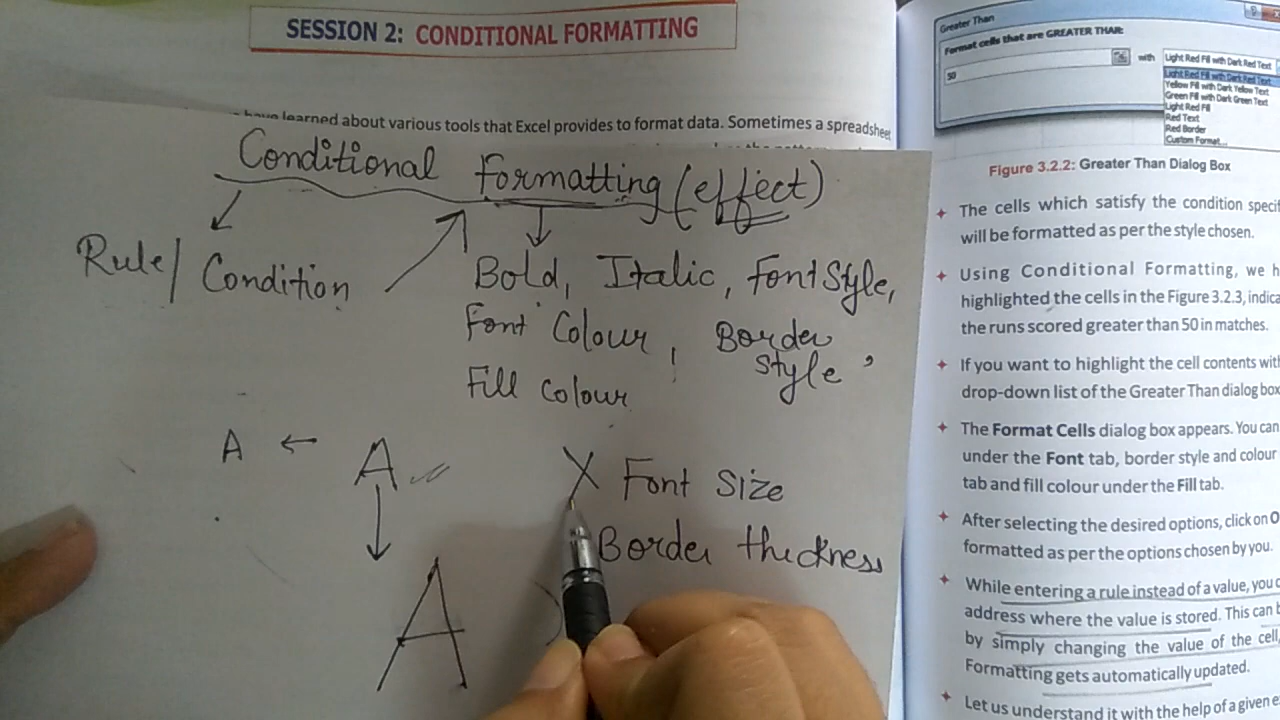 SESSION 2: CONDITIONAL FORMATTING
have learned about various tools that Excel provides to format data. Sometimes a spreadsheet
Conditional Formatting (effect)
Rule/ Condition
Bold, Italic, Font Style,
Font Colour, Border Style,
Fill Colour
A ← A
X Font Size
Border thickness
A
Greater Than
Format cells that are GREATER THAN:
50 with Light Red Fill with Dark Red Text
Light Red Fill with Dark Red Text
Yellow Fill with Dark Yellow Text
Green Fill with Dark Green Text
Light Red Fill
Red Text
Red Border
Custom Format...
Figure 3.2.2: Greater Than Dialog Box
The cells which satisfy the condition specif
will be formatted as per the style chosen.
Using Conditional Formatting, we h
highlighted the cells in the Figure 3.2.3, indica
the runs scored greater than 50 in matches.
If you want to highlight the cell contents wit
drop-down list of the Greater Than dialog box
The Format Cells dialog box appears. You can
under the Font tab, border style and colour
tab and fill colour under the Fill tab.
After selecting the desired options, click on O
formatted as per the options chosen by you.
While entering a rule instead of a value, you c
address where the value is stored. This can b
by simply changing the value of the cell,
Formatting gets automatically updated.
Let us understand it with the help of a given e